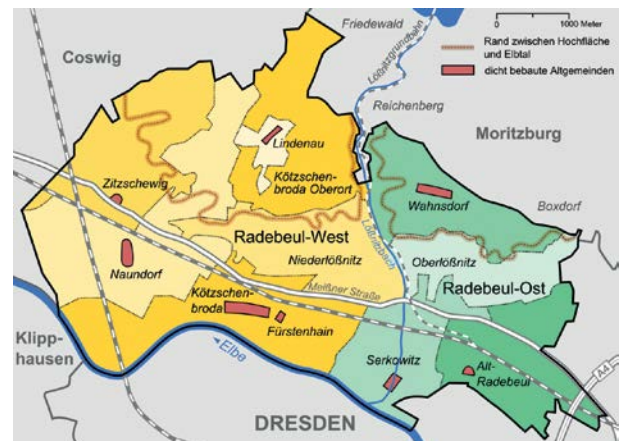 Friedewald
0
1000 Meter
Rand zwischen Hochfläche
und Elbtal
dicht bebaute Altgemeinden
Coswig
Lößnitzgrundbahn
Reichenberg
Moritzburg
Lindenau
Kötzschen-
broda Oberort
Zitzschewig
Wahnsdorf
Boxdorf
Lößnitzbach
Radebeul-West
Niederlößnitz
Oberlößnitz
Radebeul-Ost
Naundorf
Meißner Straße
Kötzschen-
broda
Fürstenhain
Klipp-
hausen
Elbe
Serkowitz
Alt-
Radebeul
A4
DRESDEN